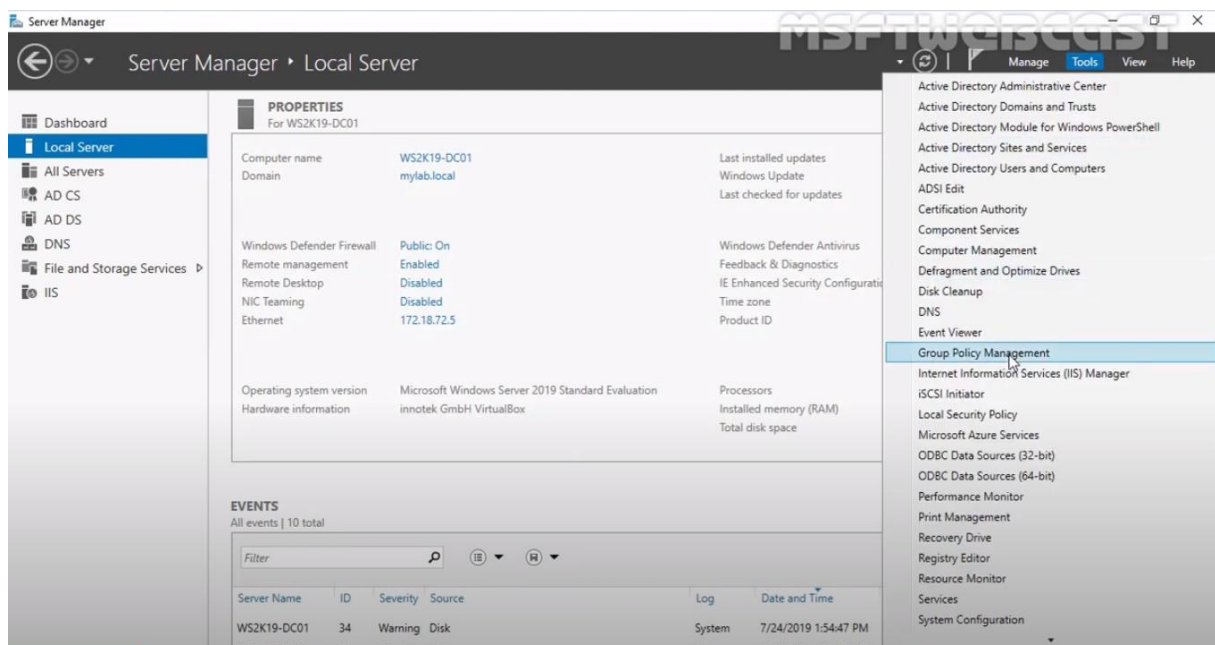 Server Manager
MSFTWEBCAST
Server Manager ‣ Local Server
Manage Tools View Help
Dashboard
Local Server
All Servers
AD CS
AD DS
DNS
File and Storage Services
IIS
PROPERTIES
For WS2K19-DC01
Computer name WS2K19-DC01
Domain mylab.local
Last installed updates
Windows Update
Last checked for updates
Windows Defender Firewall Public: On
Remote management Enabled
Remote Desktop Disabled
NIC Teaming Disabled
Ethernet 172.18.72.5
Windows Defender Antivirus
Feedback & Diagnostics
IE Enhanced Security Configuratio
Time zone
Product ID
Operating system version Microsoft Windows Server 2019 Standard Evaluation
Hardware information innotek GmbH VirtualBox
Processors
Installed memory (RAM)
Total disk space
EVENTS
All events | 10 total
Filter
Server Name ID Severity Source Log Date and Time
WS2K19-DC01 34 Warning Disk System 7/24/2019 1:54:47 PM
Active Directory Administrative Center
Active Directory Domains and Trusts
Active Directory Module for Windows PowerShell
Active Directory Sites and Services
Active Directory Users and Computers
ADSI Edit
Certification Authority
Component Services
Computer Management
Defragment and Optimize Drives
Disk Cleanup
DNS
Event Viewer
Group Policy Management
Internet Information Services (IIS) Manager
iSCSI Initiator
Local Security Policy
Microsoft Azure Services
ODBC Data Sources (32-bit)
ODBC Data Sources (64-bit)
Performance Monitor
Print Management
Recovery Drive
Registry Editor
Resource Monitor
Services
System Configuration